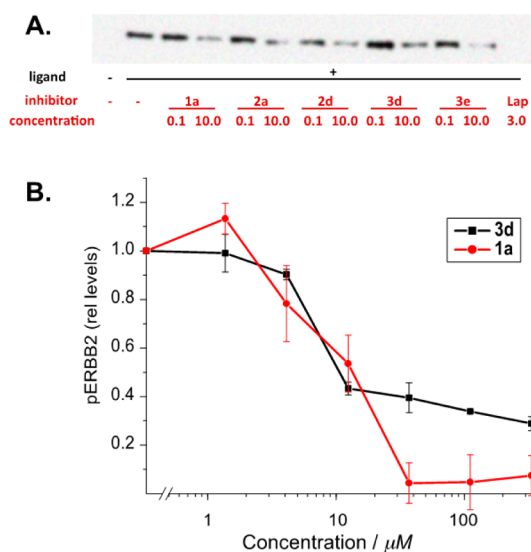 A.
ligand - +
inhibitor - - 1a 2a 2d 3d 3e Lap
concentration 0.1 10.0 0.1 10.0 0.1 10.0 0.1 10.0 0.1 10.0 3.0
B.
1.2
1.0
0.8
0.6
0.4
0.2
pERBB2 (rel levels)
3d
1a
1 10 100
Concentration / μM